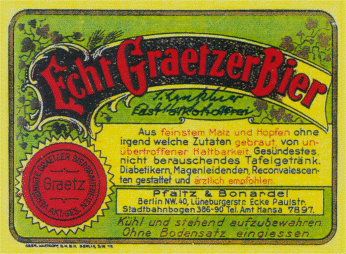 Echt Graetzer Bier
Aus feinstem Malz und Hopfen ohne
irgend welche Zutaten gebraut von un-
übertroffener Haltbarkeit. Gesündestes,
nicht berauschendes Tafelgetränk.
Diabetikern, Magenleidenden, Reconvalescen-
ten gestattet und ärztlich empfohlen.
Graetz
Pfaltz & Bonardel
Berlin NW.40, Lüneburgerstr. Ecke Paulstr.
Stadtbahnbogen 386-90 Tel. Amt Hansa 7897.
Kühl und stehend aufzubewahren.
Ohne Bodensatz eingiessen.